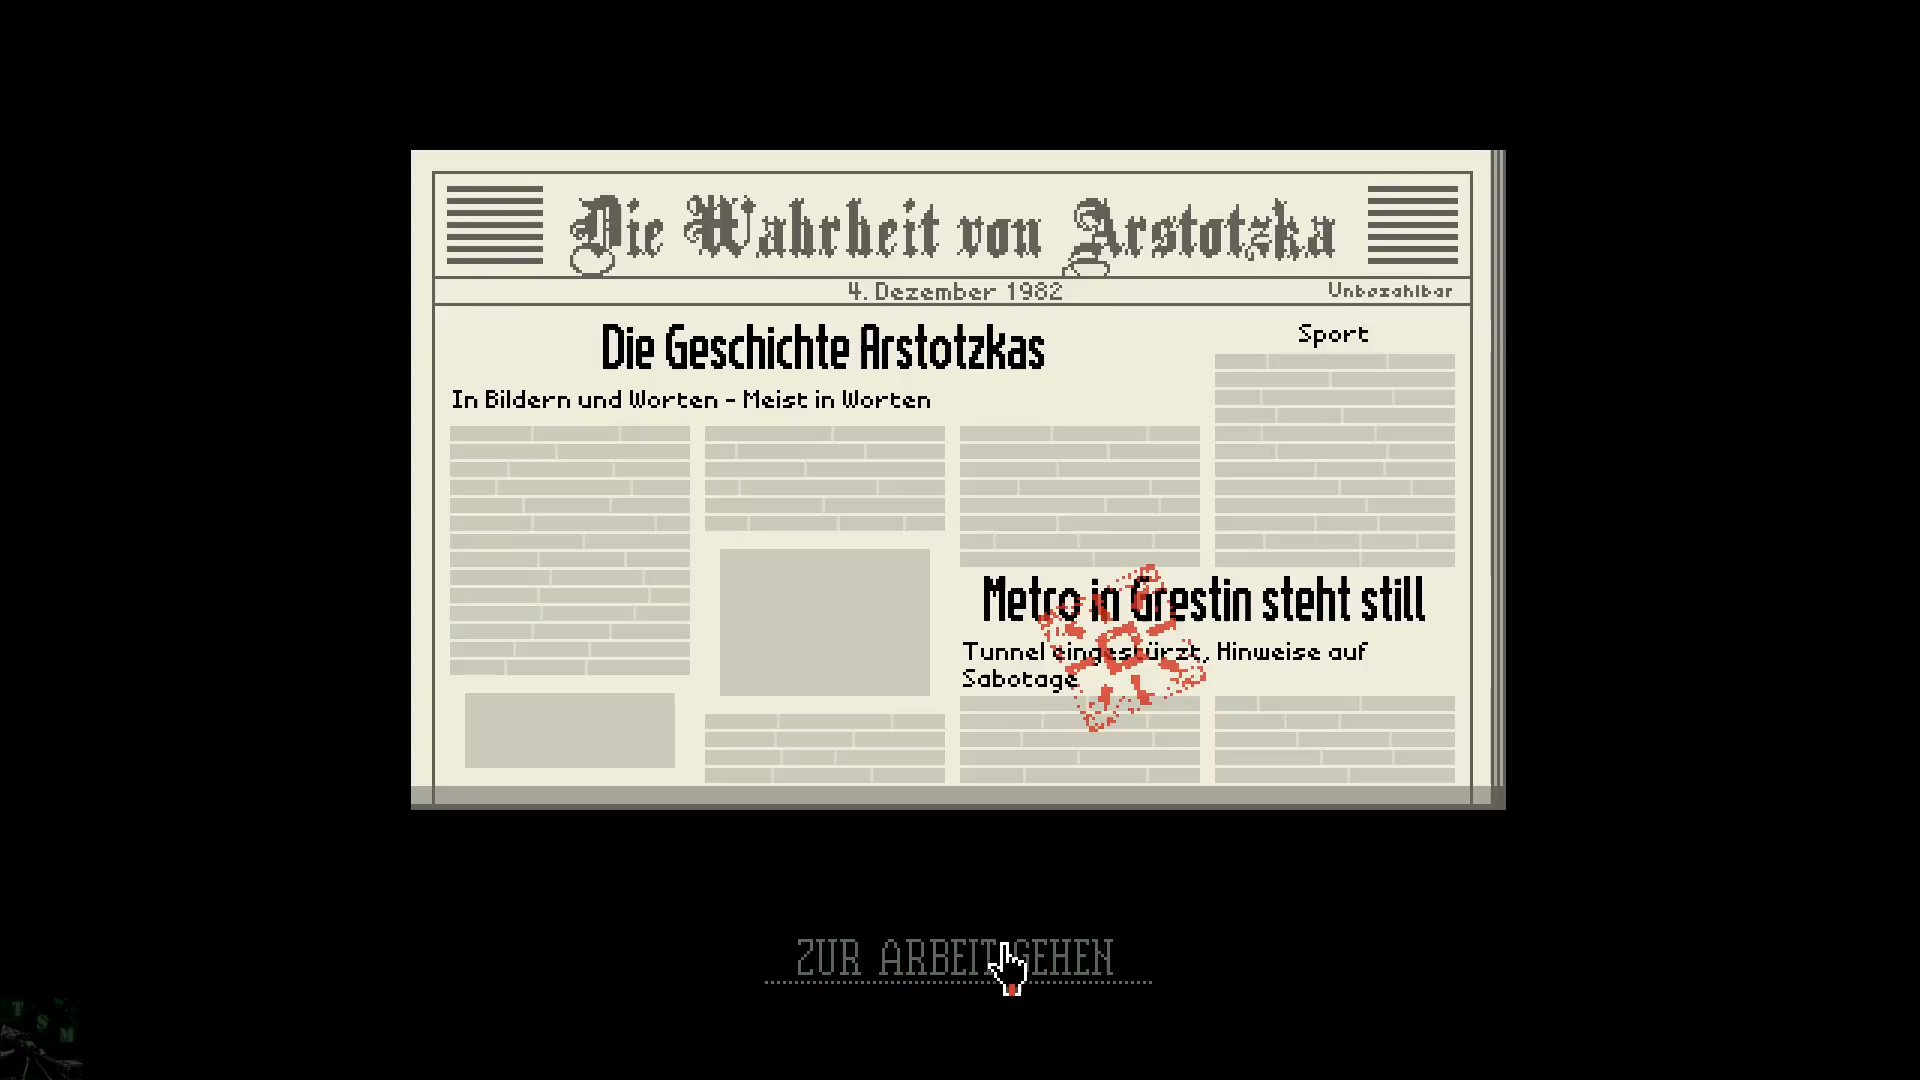 Die Wahrheit von Arstotzka
4. Dezember 1982
Unbezahlbar
Die Geschichte Arstotzkas
In Bildern und Worten - Meist in Worten
Sport
Metro in Grestin steht still
Tunnel eingestürzt, Hinweise auf
Sabotage
ZUR ARBEIT GEHEN
T S M